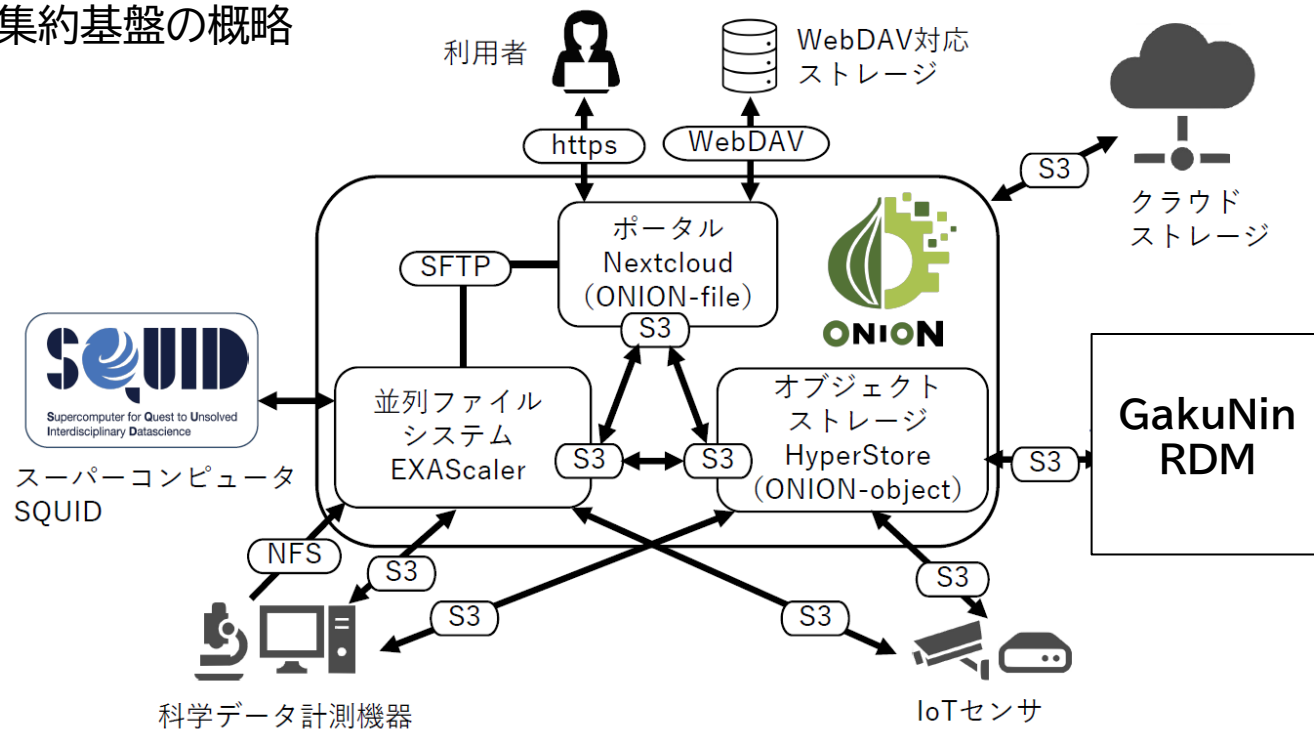 集約基盤の概略
利用者
WebDAV対応
ストレージ
https
WebDAV
S3
クラウド
ストレージ
ポータル
Nextcloud
（ONION-file）
S3
SFTP
ONION
SQUID
Supercomputer for Quest to Unsolved
Interdisciplinary Datascience
スーパーコンピュータ
SQUID
並列ファイル
システム
EXAScaler
S3
S3
オブジェクト
ストレージ
HyperStore
（ONION-object）
S3
GakuNin
RDM
NFS
S3
S3
S3
S3
科学データ計測機器
IoTセンサ